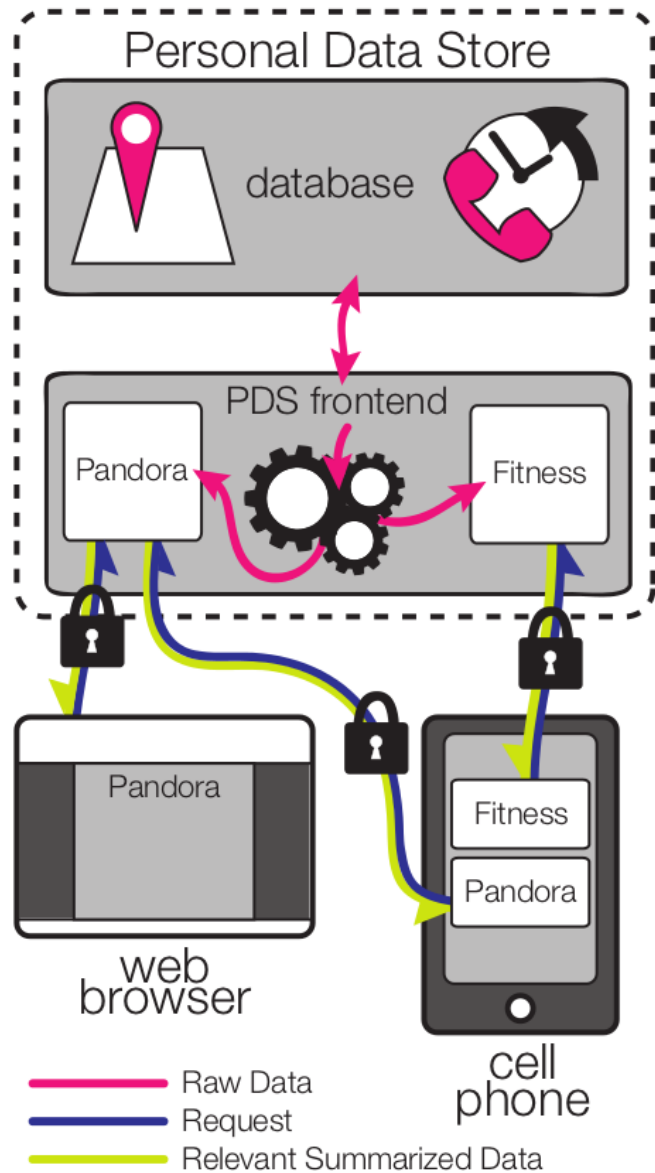 Personal Data Store
database
PDS frontend
Pandora
Fitness
Pandora
Fitness
Pandora
web
browser
cell
phone
Raw Data
Request
Relevant Summarized Data